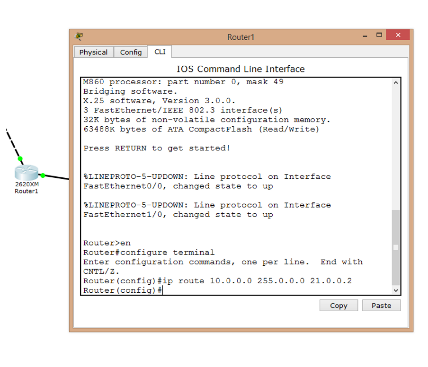 Router1
Physical
Config
CLI
IOS Command Line Interface
M860 processor: part number 0, mask 49
Bridging software.
X.25 software, Version 3.0.0.
3 FastEthernet/IEEE 802.3 interface(s)
32K bytes of non-volatile configuration memory.
63488K bytes of ATA CompactFlash (Read/Write)
Press RETURN to get started!
%LINEPROTO-5-UPDOWN: Line protocol on Interface
FastEthernet0/0, changed state to up
%LINEPROTO-5-UPDOWN: Line protocol on Interface
FastEthernet1/0, changed state to up
Router>en
Router#configure terminal
Enter configuration commands, one per line.  End with
CNTL/Z.
Router(config)#ip route 10.0.0.0 255.0.0.0 21.0.0.2
Router(config)#
Copy
Paste
2620XM
Router1